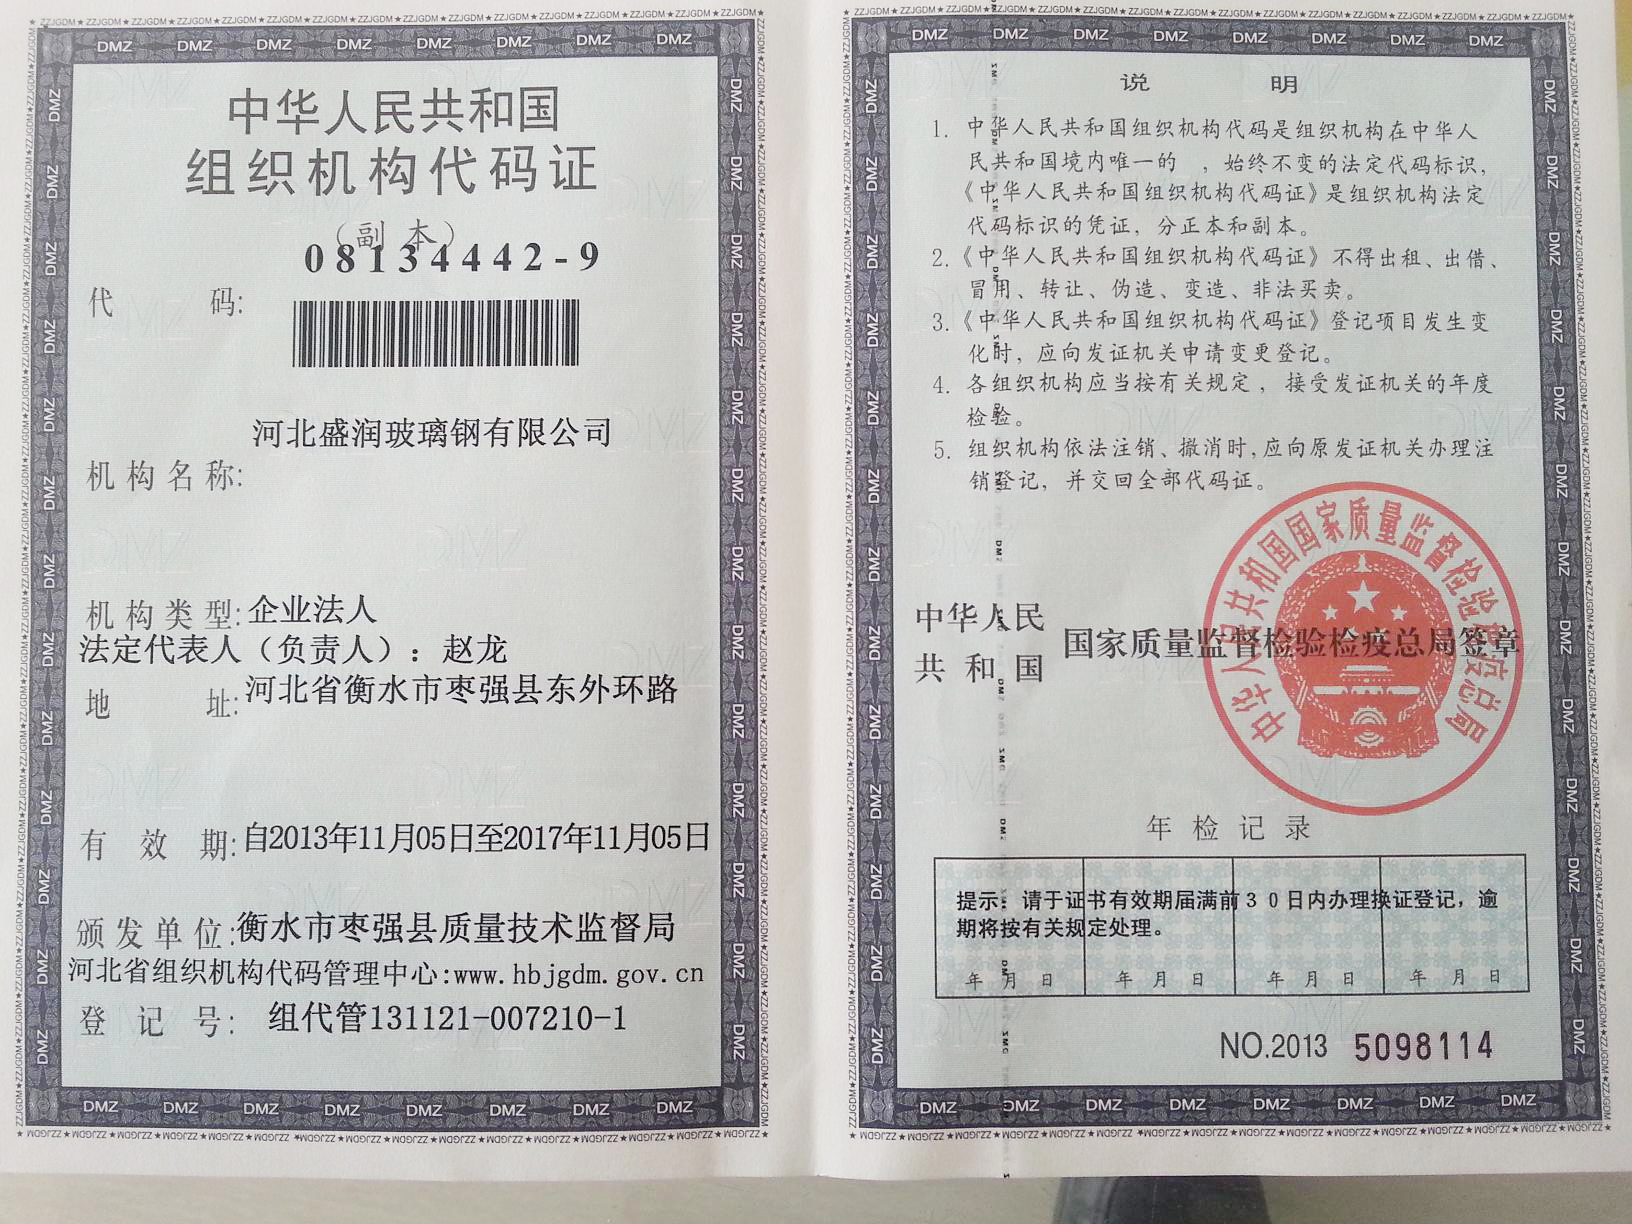 中华人民共和国
组织机构代码证
（副 本）
08134442-9
代 码:
河北盛润玻璃钢有限公司
机构名称:
机构类型:企业法人
法定代表人（负责人）：赵龙
地 址:河北省衡水市枣强县东外环路
有 效 期:自2013年11月05日至2017年11月05日
颁发单位:衡水市枣强县质量技术监督局
河北省组织机构代码管理中心:www.hbjgdm.gov.cn
登 记 号: 组代管131121-007210-1
说 明
1. 中华人民共和国组织机构代码是组织机构在中华人
民共和国境内唯一的 ，始终不变的法定代码标识，
《中华人民共和国组织机构代码证》是组织机构法定
代码标识的凭证，分正本和副本。
2.《中华人民共和国组织机构代码证》不得出租、出借、
冒用、转让、伪造、变造、非法买卖。
3.《中华人民共和国组织机构代码证》登记项目发生变
化时，应向发证机关申请变更登记。
4. 各组织机构应当按有关规定，接受发证机关的年度
检验。
5. 组织机构依法注销、撤消时,应向原发证机关办理注
销登记，并交回全部代码证。
中华人民共和国国家质量监督检验检疫总局
中华人民
共 和 国
国家质量监督检验检疫总局签章
年 检 记 录
提示：请于证书有效期届满前30日内办理换证登记，逾
期将按有关规定处理。
年 月 日 年 月 日 年 月 日 年 月 日
NO.2013 5098114